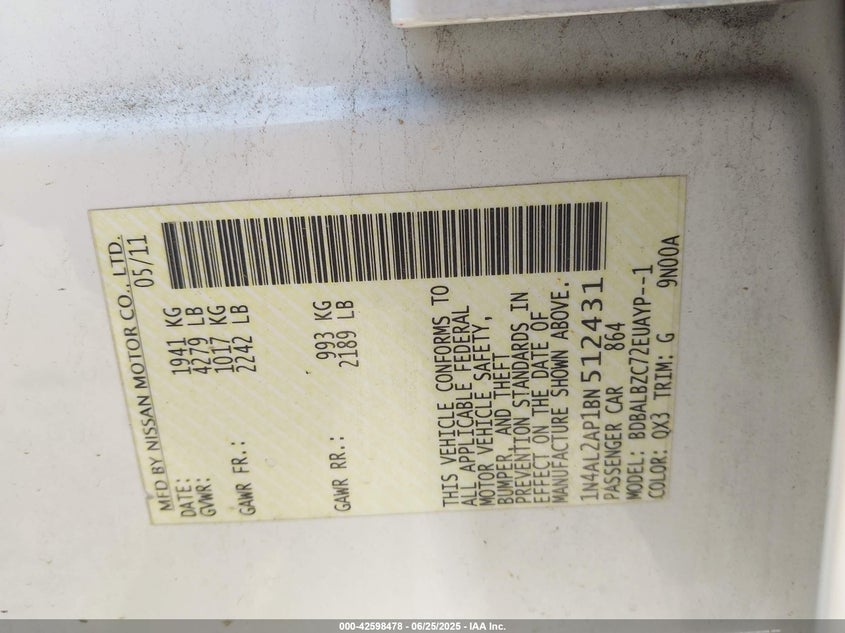 MFD BY NISSAN MOTOR CO., LTD.
DATE: 05/11
GVWR: 1941 KG
4279 LB
GAWR FR.: 1017 KG
2242 LB
GAWR RR.: 993 KG
2189 LB
THIS VEHICLE CONFORMS TO
ALL APPLICABLE FEDERAL
MOTOR VEHICLE SAFETY,
BUMPER, AND THEFT
PREVENTION STANDARDS IN
EFFECT ON THE DATE OF
MANUFACTURE SHOWN ABOVE.
1N4AL2AP1BN512431
PASSENGER CAR 864
MODEL: BDBALBZC72EUAYP--1
COLOR: QX3 TRIM: G 9N00A
000-42598478 - 06/25/2025 - IAA Inc.